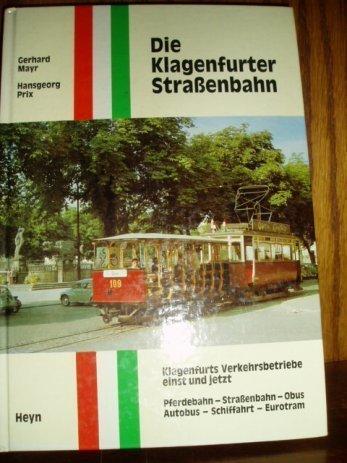 Gerhard
Mayr
Hansgeorg
Prix
Die
Klagenfurter
Straßenbahn
109
Klagenfurts Verkehrsbetriebe
einst und jetzt
Pferdebahn – Straßenbahn – Obus
Autobus – Schiffahrt – Eurotram
Heyn